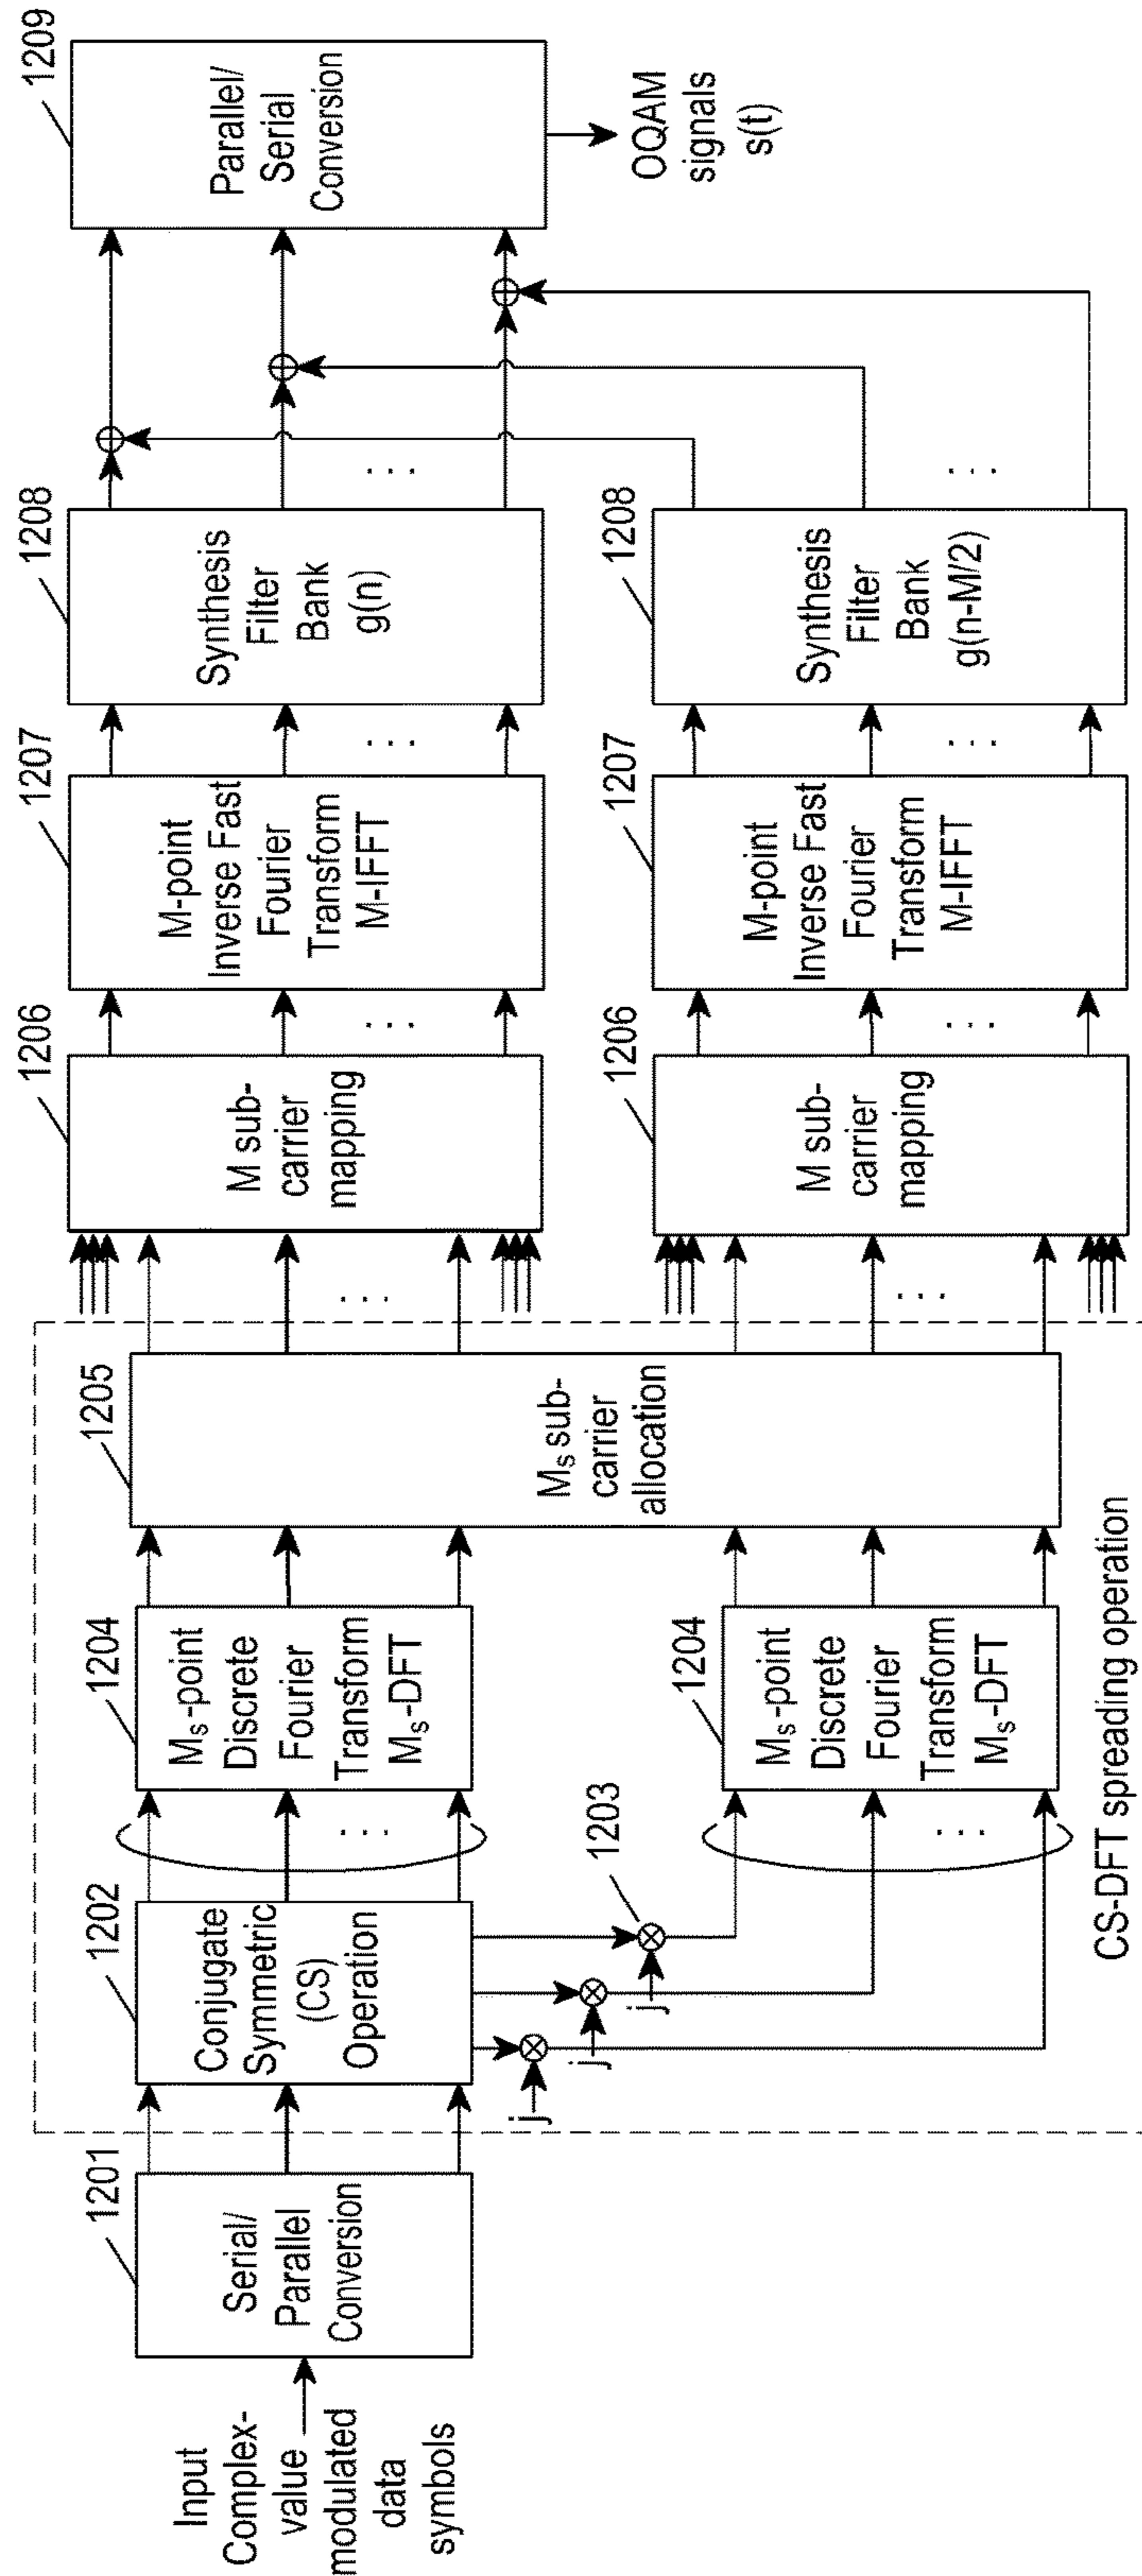 Input
Complex-
value
modulated
data
symbols
1201
Serial/
Parallel
Conversion
1202
Conjugate
Symmetric
(CS)
Operation
j
j
j
1203
1204
Ms-point
Discrete
Fourier
Transform
Ms-DFT
. . .
1204
Ms-point
Discrete
Fourier
Transform
Ms-DFT
. . .
1205
Ms sub-
carrier
allocation
CS-DFT spreading operation
. . .
. . .
1206
M sub-
carrier
mapping
. . .
1206
M sub-
carrier
mapping
. . .
1207
M-point
Inverse Fast
Fourier
Transform
M-IFFT
. . .
1207
M-point
Inverse Fast
Fourier
Transform
M-IFFT
. . .
1208
Synthesis
Filter
Bank
g(n)
. . .
1208
Synthesis
Filter
Bank
g(n-M/2)
. . .
1209
Parallel/
Serial
Conversion
OQAM
signals
s(t)